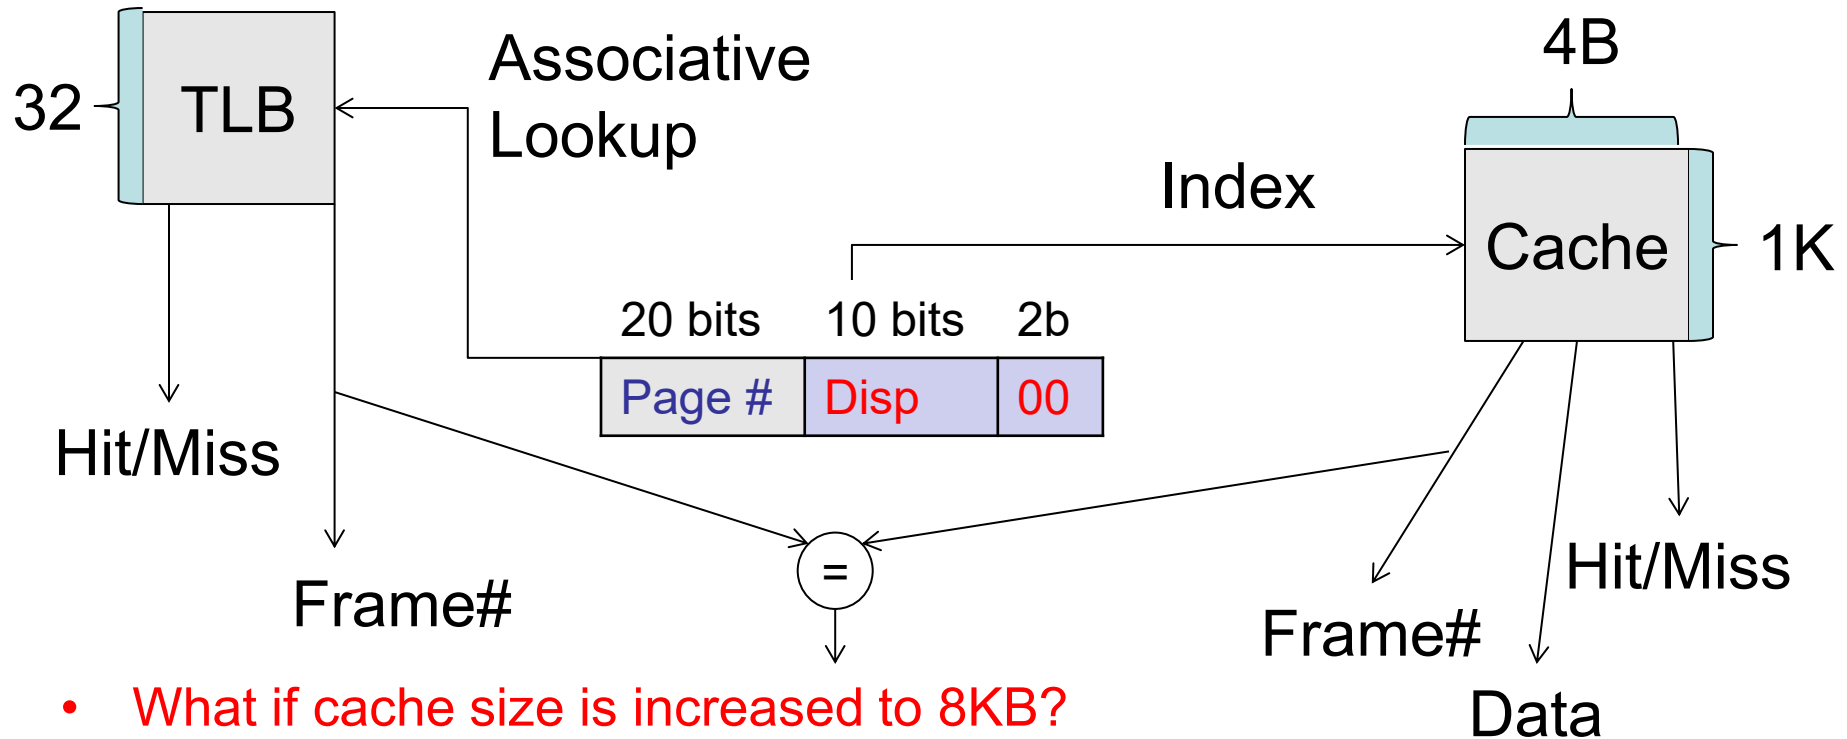 4B
Associative
Lookup
32
TLB
Index
Cache
1K
20 bits
10 bits
2b
Page #
Disp
00
Hit/Miss
=
Frame#
Hit/Miss
Frame#
Data
• What if cache size is increased to 8KB?